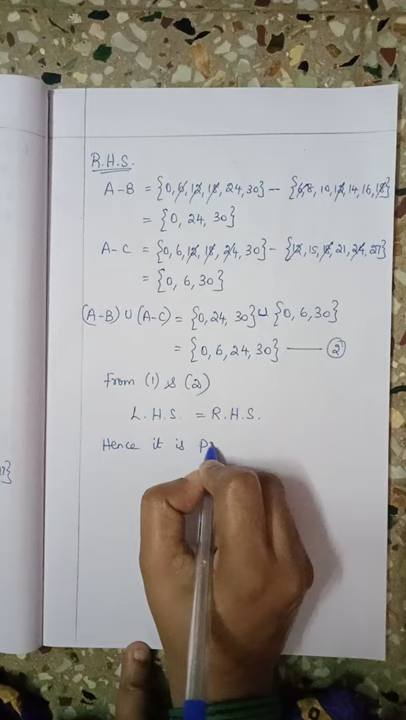 R.H.S.
A-B = {0, 6, 12, 18, 24, 30} - {6, 8, 10, 12, 14, 16, 18}
= {0, 24, 30}
A-C = {0, 6, 12, 18, 24, 30} - {12, 15, 18, 21, 24, 27}
= {0, 6, 30}
(A-B) ∪ (A-C) = {0, 24, 30} ∪ {0, 6, 30}
= {0, 6, 24, 30} —— ②
From (1) & (2)
L.H.S. = R.H.S.
Hence it is